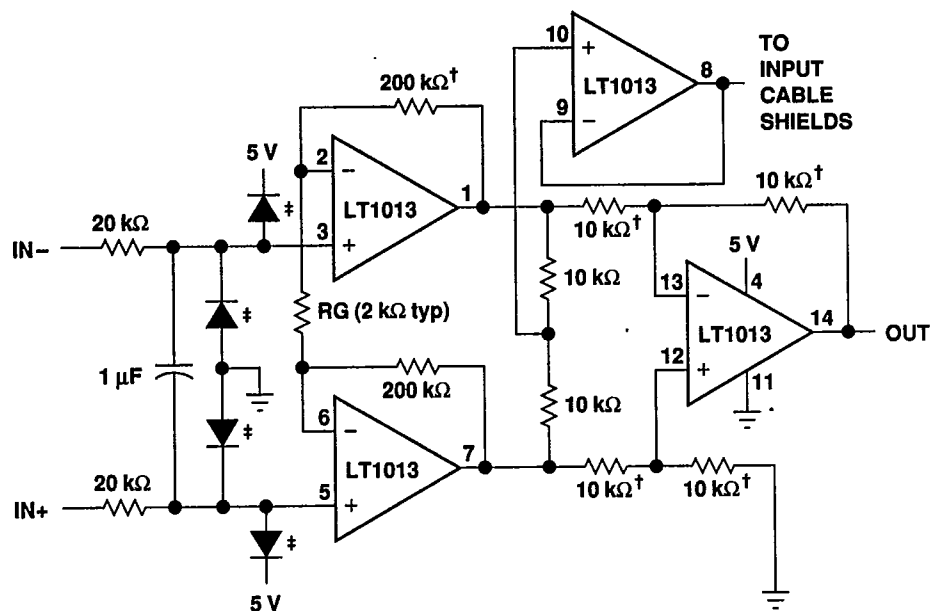 200 kΩ†
5 V
2
−
LT1013
1
3
+
20 kΩ
IN−
‡
‡
10
+
LT1013
8
9
−
TO
INPUT
CABLE
SHIELDS
10 kΩ†
10 kΩ†
10 kΩ
RG (2 kΩ typ)
5 V
4
13
−
LT1013
14
OUT
12
+
11
1 μF
‡
200 kΩ
10 kΩ
6
−
LT1013
7
5
+
20 kΩ
IN+
‡
5 V
10 kΩ†
10 kΩ†